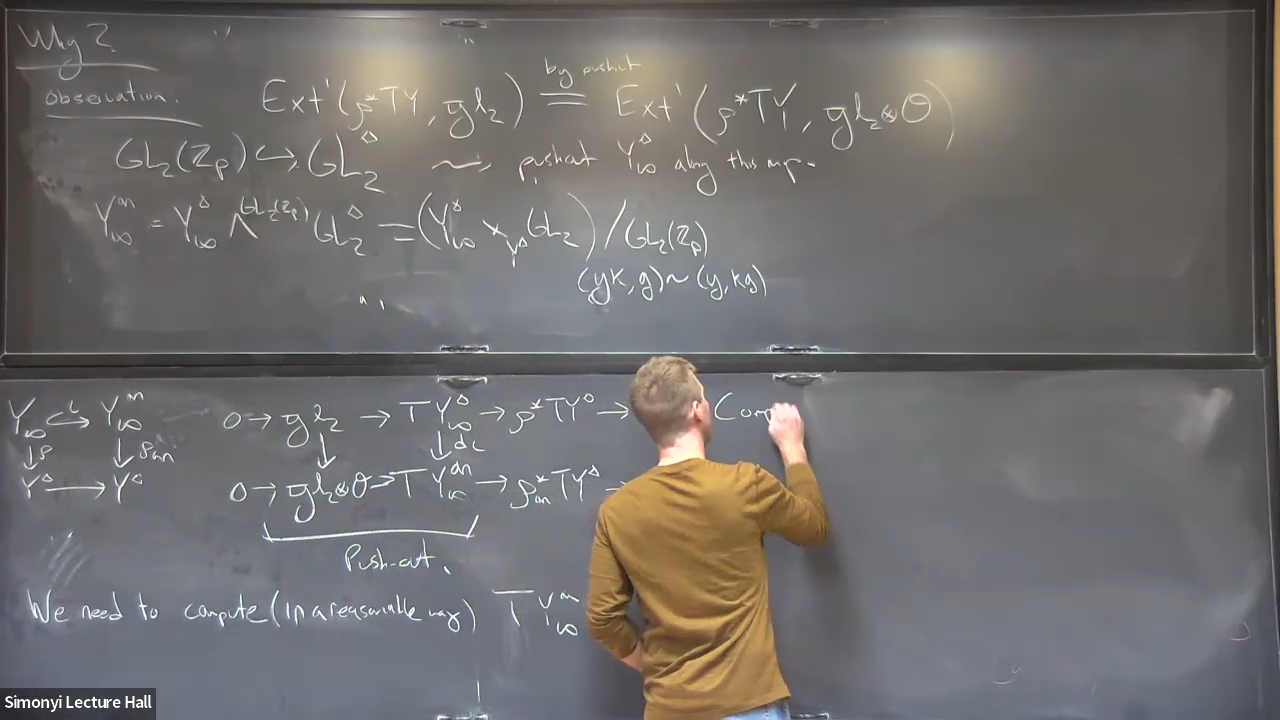 Why?
Observation. Ext¹(ρ*TY, gl₂) = (by pushout) Ext¹(ρ*TY, gl₂⊗O)
GL₂(Z_p) ↪ GL₂^◇ ⇝ pushout Y_∞^◇ along this map.
Y_∞^an = Y_∞^◇ ∧^{GL₂(Z_p)} GL₂^◇ = (Y_∞^◇ ×_{Y^◇} GL₂)/GL₂(Z_p)
(yk, g) ~ (y, kg)
Y_∞ ↪ Y_∞^an
↓ρ ↓ρ_an
Y^◇ → Y^◇
0 → gl₂ → TY_∞^◇ → ρ*TY^◇ →
↓ ↓dι
0 → gl₂⊗O → TY_∞^an → ρ_an*TY^◇ →
Push-out.
Comp
We need to compute (in a reasonable way) TY_∞^an
Simonyi Lecture Hall